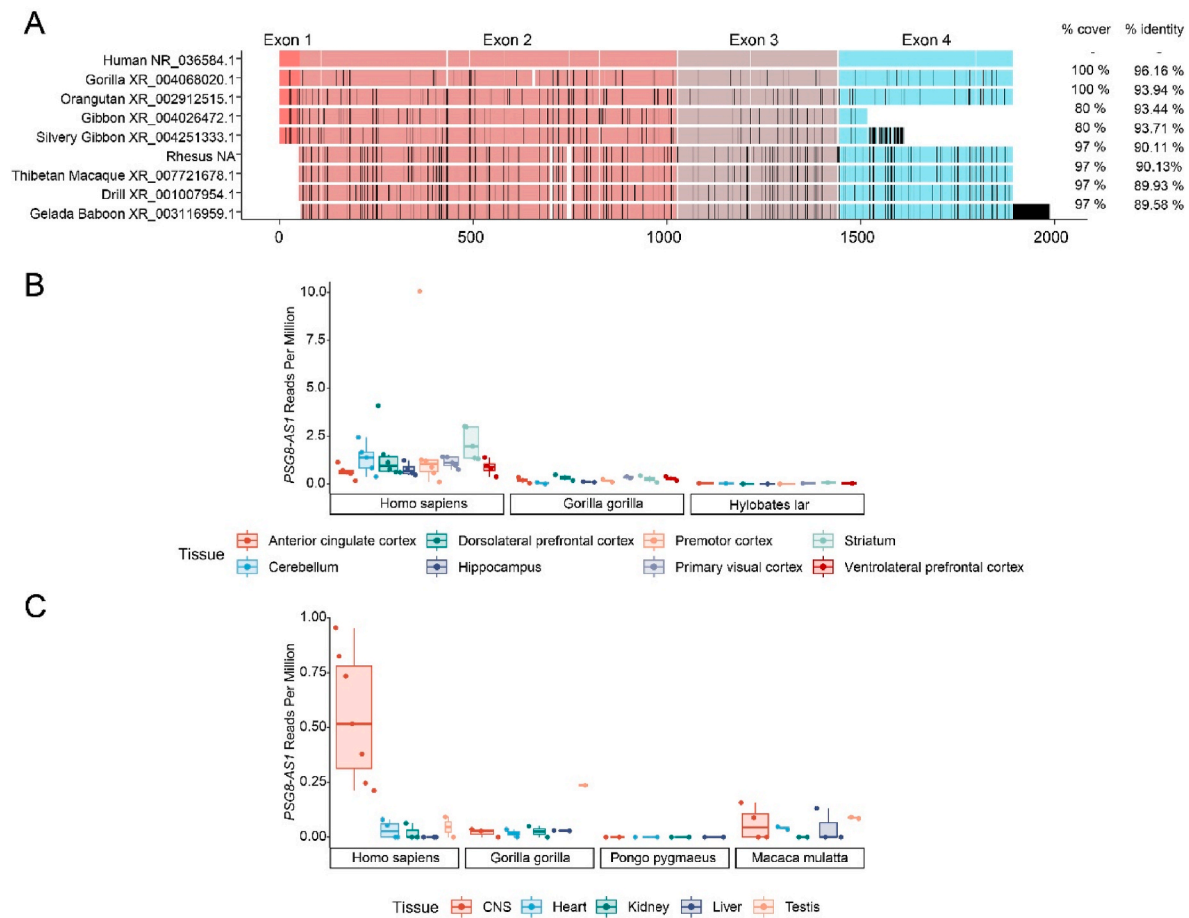 A
Exon 1 Exon 2 Exon 3 Exon 4 % cover % identity
Human NR_036584.1 - -
Gorilla XR_004068020.1 100 % 96.16 %
Orangutan XR_002912515.1 100 % 93.94 %
Gibbon XR_004026472.1 80 % 93.44 %
Silvery Gibbon XR_004251333.1 80 % 93.71 %
Rhesus NA 97 % 90.11 %
Thibetan Macaque XR_007721678.1 97 % 90.13%
Drill XR_001007954.1 97 % 89.93 %
Gelada Baboon XR_003116959.1 97 % 89.58 %
0 500 1000 1500 2000
B
PSG8-AS1 Reads Per Million
10.0
7.5
5.0
2.5
0.0
Homo sapiens Gorilla gorilla Hylobates lar
Tissue
Anterior cingulate cortex Dorsolateral prefrontal cortex Premotor cortex Striatum
Cerebellum Hippocampus Primary visual cortex Ventrolateral prefrontal cortex
C
PSG8-AS1 Reads Per Million
1.00
0.75
0.50
0.25
0.00
Homo sapiens Gorilla gorilla Pongo pygmaeus Macaca mulatta
Tissue CNS Heart Kidney Liver Testis